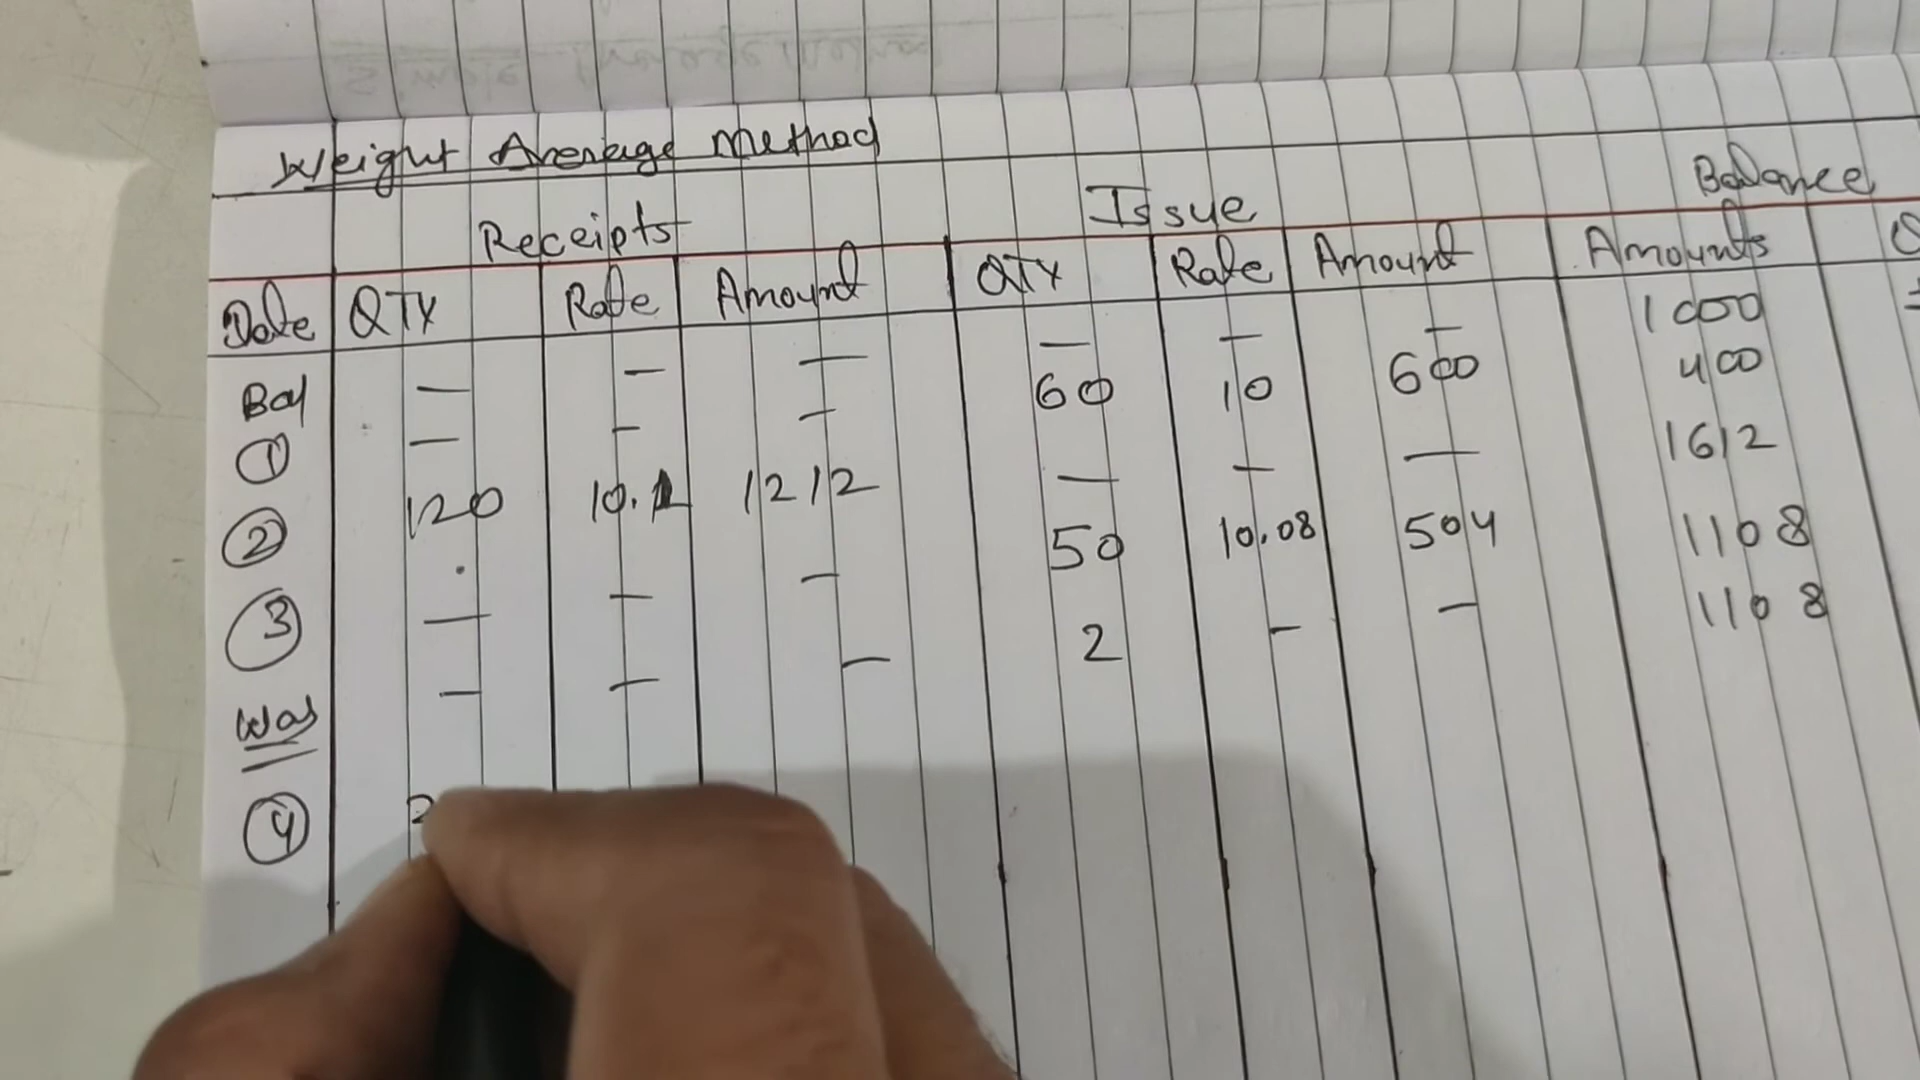 Weight Average Method
Receipts Issue Balance
Date QTY Rate Amount QTY Rate Amount Amounts Q
Bal — — — — — — 1000
① — — — 60 10 600 400
② 120 10.1 1212 — — — 1612
③ — — — 50 10.08 504 1108
Was — — — 2 — — 1108
④ 2